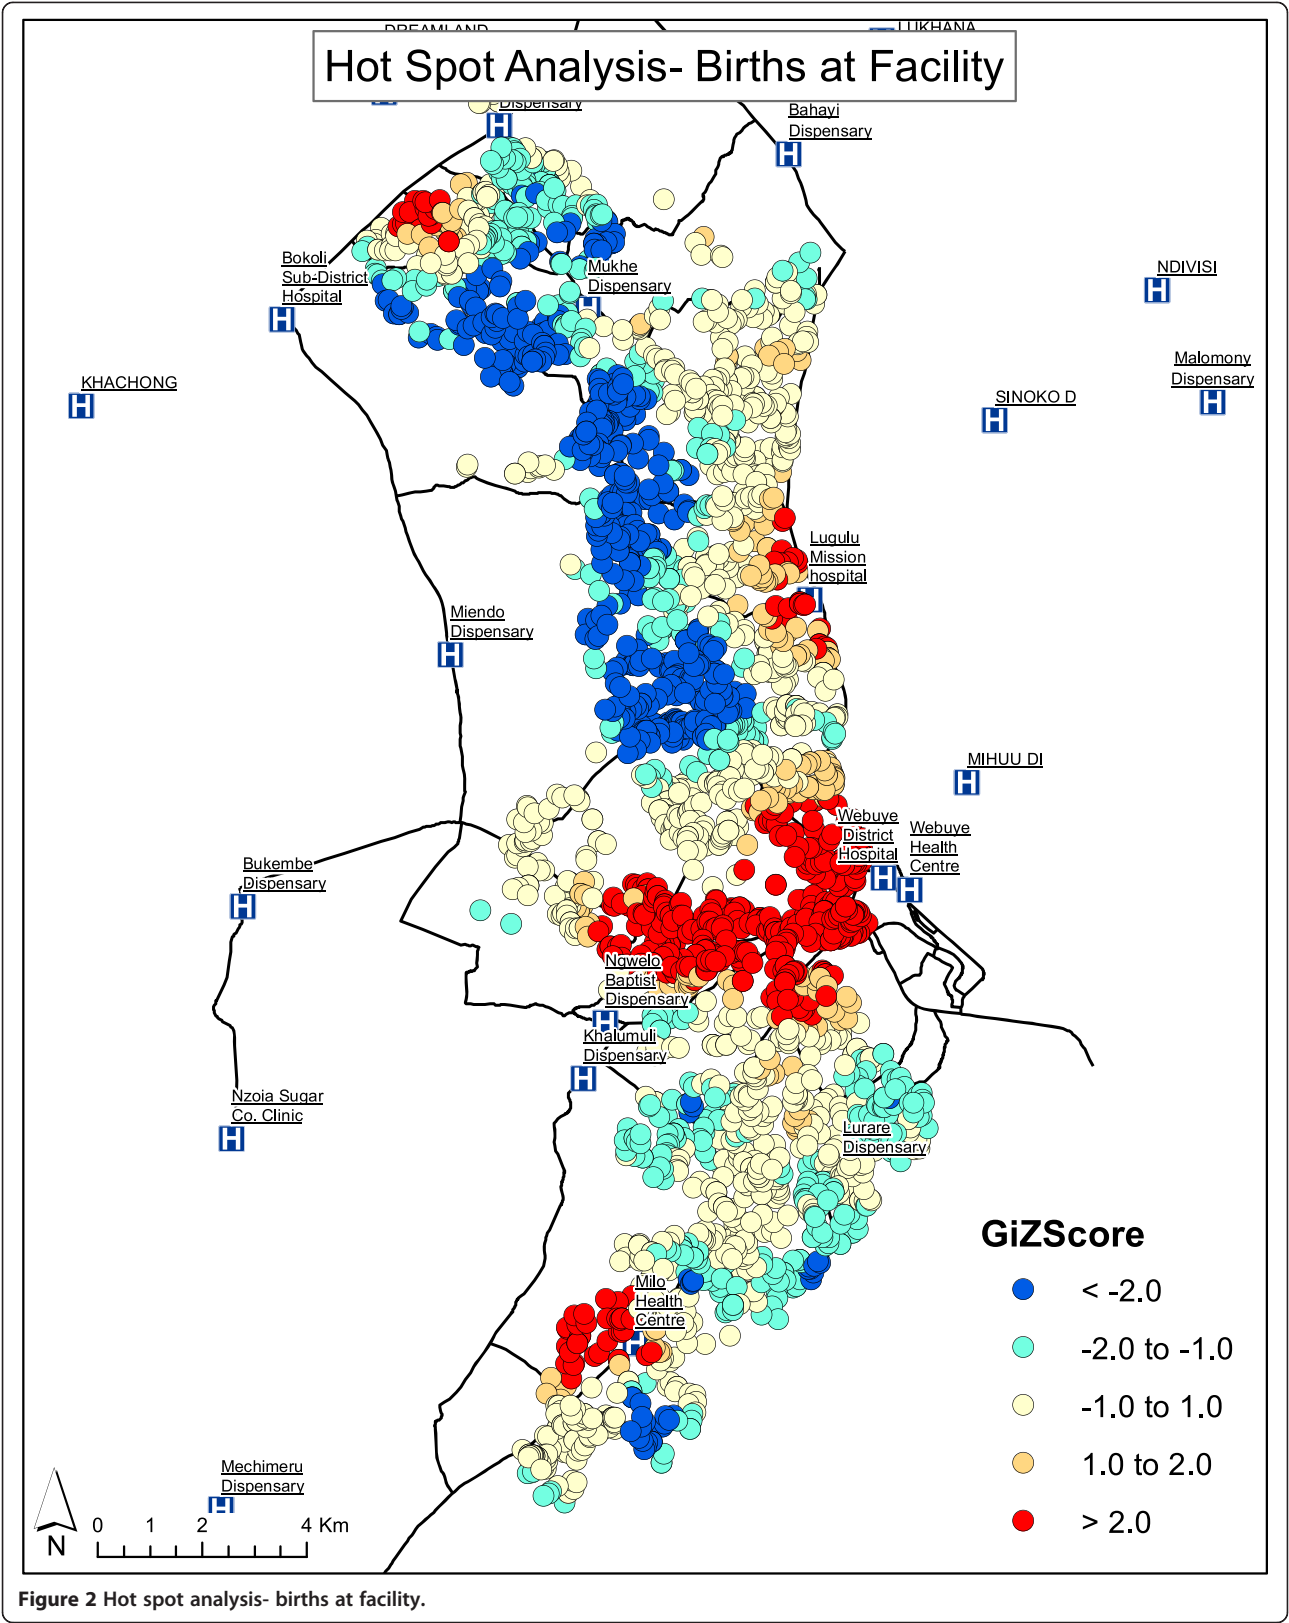 DREAMLAND
LUKHANA
Hot Spot Analysis- Births at Facility
Dispensary
Bahayi
Dispensary
Bokoli
Sub-District
Hospital
Mukhe
Dispensary
NDIVISI
KHACHONG
SINOKO D
Malomony
Dispensary
Lugulu
Mission
hospital
Miendo
Dispensary
MIHUU DI
Webuye
District
Hospital
Webuye
Health
Centre
Bukembe
Dispensary
Ngwelo
Baptist
Dispensary
Khalumuli
Dispensary
Nzoia Sugar
Co. Clinic
Lurare
Dispensary
Milo
Health
Centre
Mechimeru
Dispensary
GiZScore
< -2.0
-2.0 to -1.0
-1.0 to 1.0
1.0 to 2.0
> 2.0
0 1 2 4 Km
N
Figure 2 Hot spot analysis- births at facility.